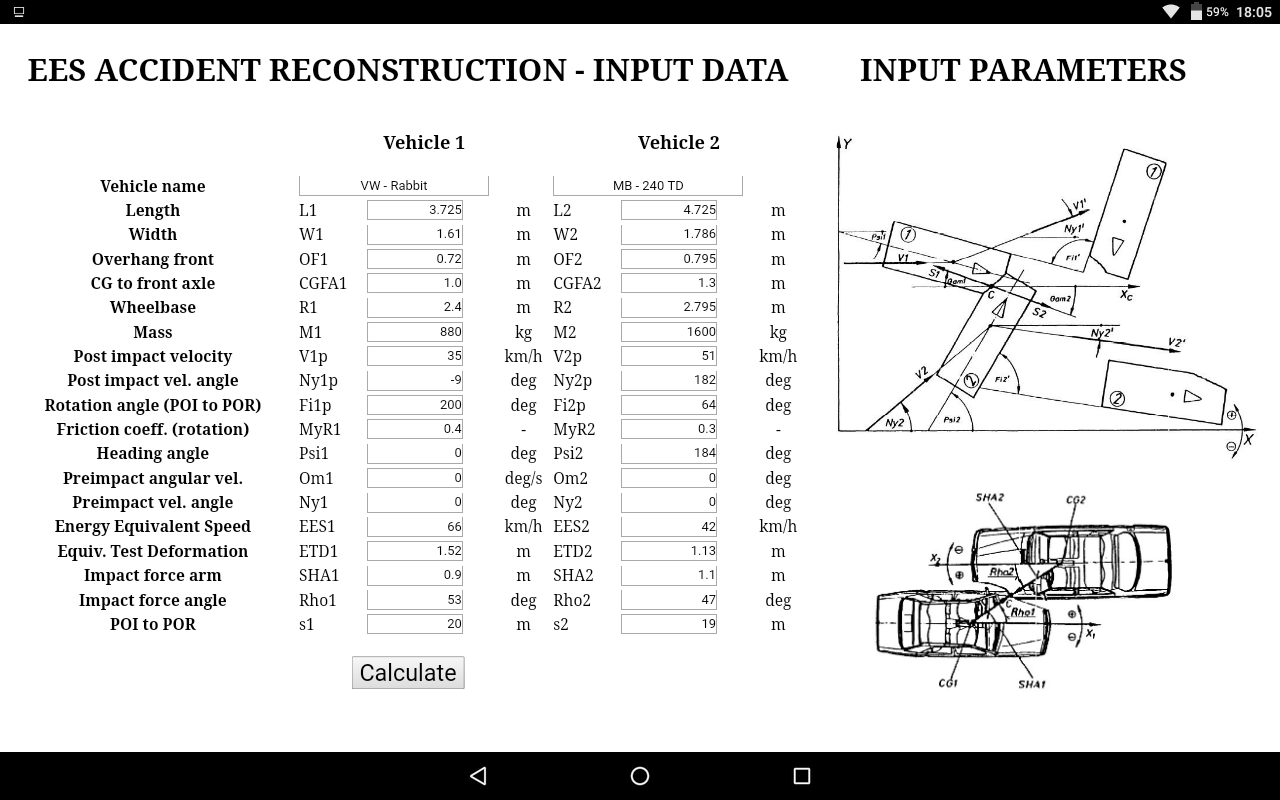 59% 18:05
EES ACCIDENT RECONSTRUCTION - INPUT DATA
INPUT PARAMETERS
Vehicle 1 Vehicle 2
Vehicle name VW - Rabbit MB - 240 TD
Length L1 3.725 m L2 4.725 m
Width W1 1.61 m W2 1.786 m
Overhang front OF1 0.72 m OF2 0.795 m
CG to front axle CGFA1 1.0 m CGFA2 1.3 m
Wheelbase R1 2.4 m R2 2.795 m
Mass M1 880 kg M2 1600 kg
Post impact velocity V1p 35 km/h V2p 51 km/h
Post impact vel. angle Ny1p -9 deg Ny2p 182 deg
Rotation angle (POI to POR) Fi1p 200 deg Fi2p 64 deg
Friction coeff. (rotation) MyR1 0.4 - MyR2 0.3 -
Heading angle Psi1 0 deg Psi2 184 deg
Preimpact angular vel. Om1 0 deg/s Om2 0 deg
Preimpact vel. angle Ny1 0 deg Ny2 0 deg
Energy Equivalent Speed EES1 66 km/h EES2 42 km/h
Equiv. Test Deformation ETD1 1.52 m ETD2 1.13 m
Impact force arm SHA1 0.9 m SHA2 1.1 m
Impact force angle Rho1 53 deg Rho2 47 deg
POI to POR s1 20 m s2 19 m
Calculate
Y
1
V1'
Psi1
1
Ny1'
Fi1'
V1
S1
Gam1
C
Gam2
XC
S2
Ny2'
V2'
V2
2
Fi2'
2
Ny2
Psi2
X
SHA2
CG2
X2
Rho2
C
Rho1
X1
CG1
SHA1